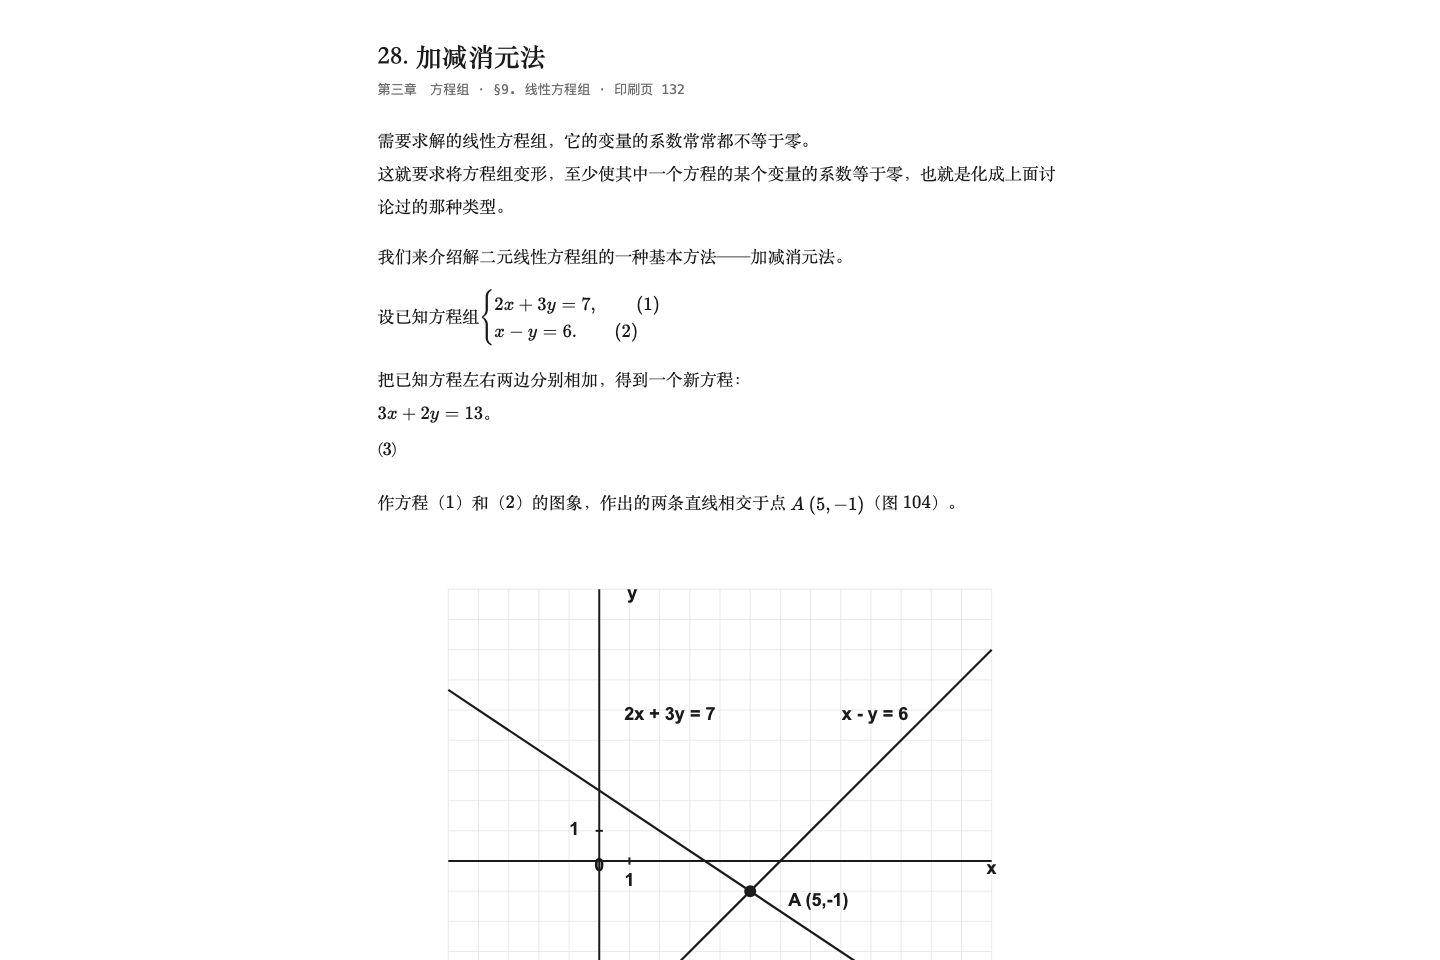 28. 加减消元法
第三章 方程组 · §9. 线性方程组 · 印刷页 132
需要求解的线性方程组，它的变量的系数常常都不等于零。
这就要求将方程组变形，至少使其中一个方程的某个变量的系数等于零，也就是化成上面讨
论过的那种类型。
我们来介绍解二元线性方程组的一种基本方法——加减消元法。
设已知方程组{2x + 3y = 7, (1)
x − y = 6. (2)
把已知方程左右两边分别相加，得到一个新方程：
3x + 2y = 13。
(3)
作方程（1）和（2）的图象，作出的两条直线相交于点 A (5, −1)（图 104）。
y
2x + 3y = 7
x - y = 6
1
0
x
1
A (5,-1)